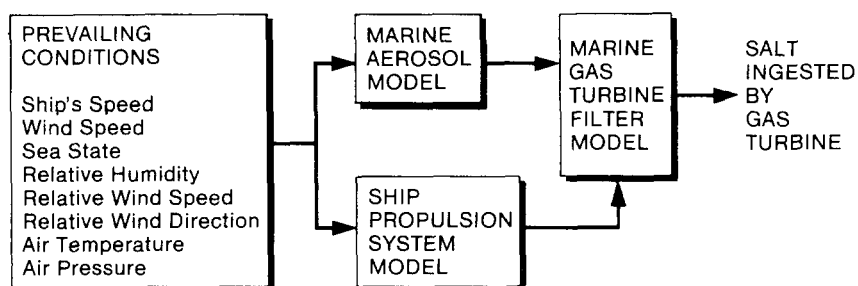 PREVAILING
CONDITIONS
Ship's Speed
Wind Speed
Sea State
Relative Humidity
Relative Wind Speed
Relative Wind Direction
Air Temperature
Air Pressure
MARINE
AEROSOL
MODEL
SHIP
PROPULSION
SYSTEM
MODEL
MARINE
GAS
TURBINE
FILTER
MODEL
SALT
INGESTED
BY
GAS
TURBINE